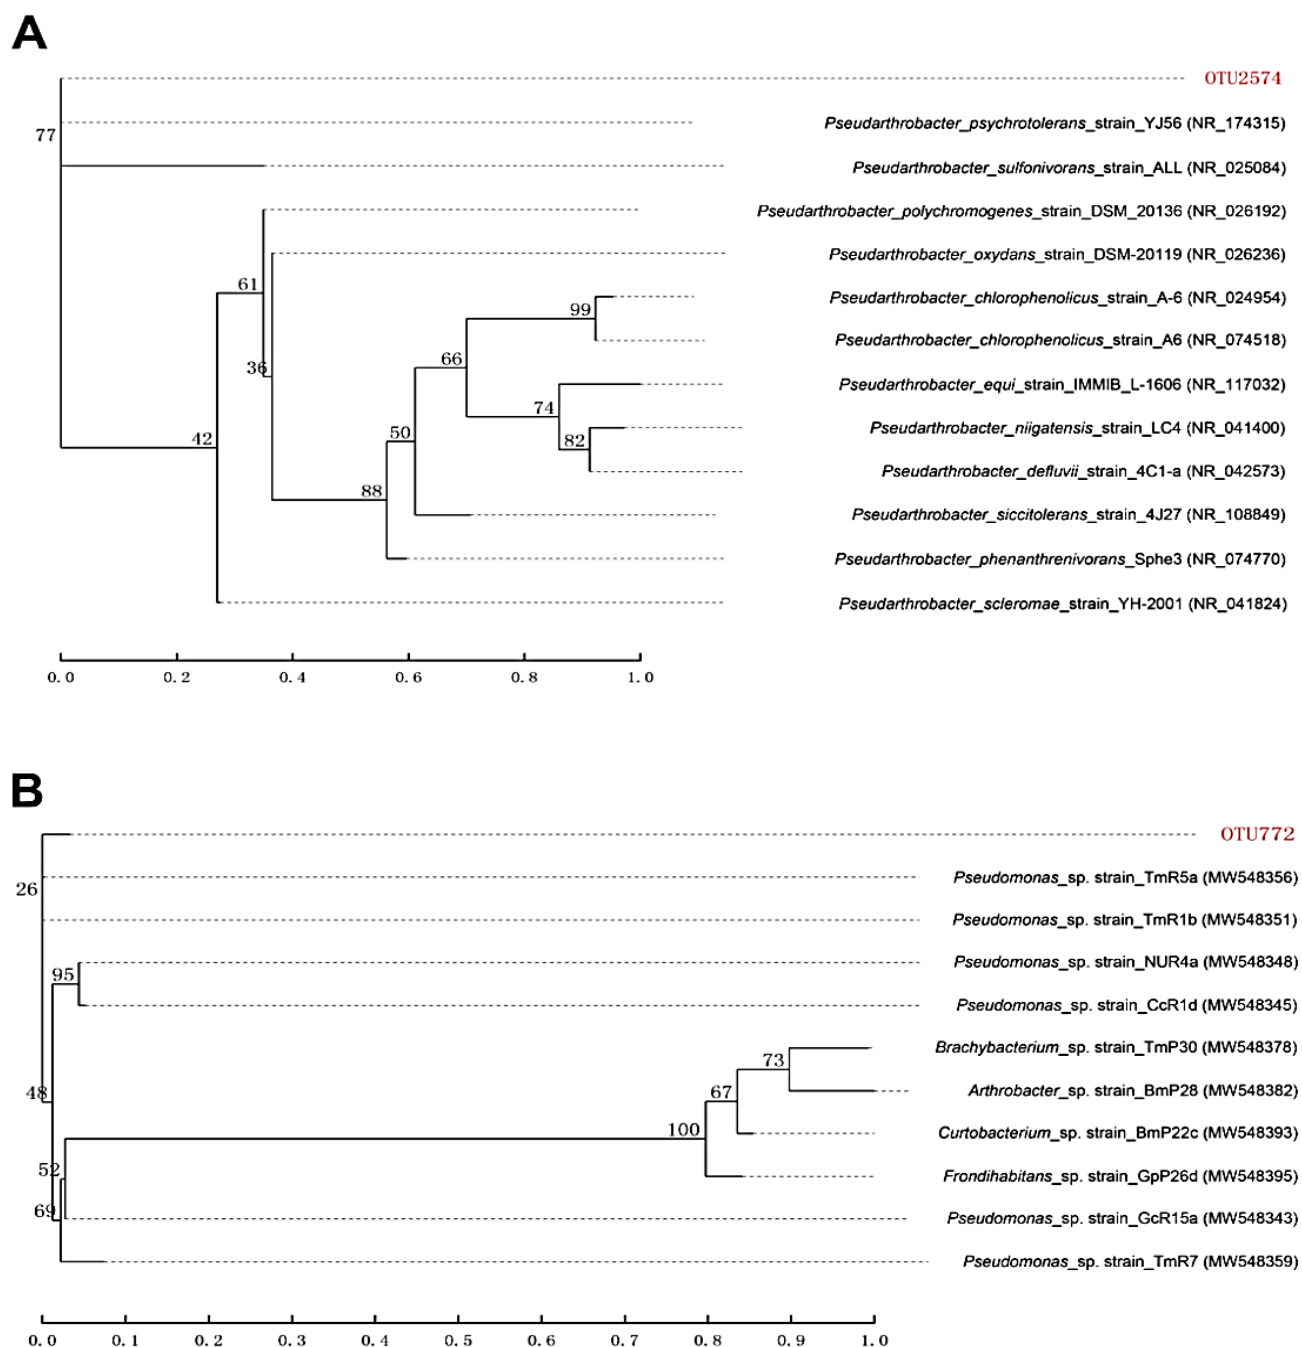 A
OTU2574
77
Pseudarthrobacter_psychrotolerans_strain_YJ56 (NR_174315)
Pseudarthrobacter_sulfonivorans_strain_ALL (NR_025084)
Pseudarthrobacter_polychromogenes_strain_DSM_20136 (NR_026192)
Pseudarthrobacter_oxydans_strain_DSM-20119 (NR_026236)
61
Pseudarthrobacter_chlorophenolicus_strain_A-6 (NR_024954)
99
Pseudarthrobacter_chlorophenolicus_strain_A6 (NR_074518)
66
36
Pseudarthrobacter_equi_strain_IMMIB_L-1606 (NR_117032)
74
Pseudarthrobacter_niigatensis_strain_LC4 (NR_041400)
42 50 82
Pseudarthrobacter_defluvii_strain_4C1-a (NR_042573)
88
Pseudarthrobacter_siccitolerans_strain_4J27 (NR_108849)
Pseudarthrobacter_phenanthrenivorans_Sphe3 (NR_074770)
Pseudarthrobacter_scleromae_strain_YH-2001 (NR_041824)
0.0 0.2 0.4 0.6 0.8 1.0
B
OTU772
26
Pseudomonas_sp. strain_TmR5a (MW548356)
Pseudomonas_sp. strain_TmR1b (MW548351)
Pseudomonas_sp. strain_NUR4a (MW548348)
95
Pseudomonas_sp. strain_CcR1d (MW548345)
Brachybacterium_sp. strain_TmP30 (MW548378)
73
Arthrobacter_sp. strain_BmP28 (MW548382)
48 67
Curtobacterium_sp. strain_BmP22c (MW548393)
100
52
Frondihabitans_sp. strain_GpP26d (MW548395)
69
Pseudomonas_sp. strain_GcR15a (MW548343)
Pseudomonas_sp. strain_TmR7 (MW548359)
0.0 0.1 0.2 0.3 0.4 0.5 0.6 0.7 0.8 0.9 1.0